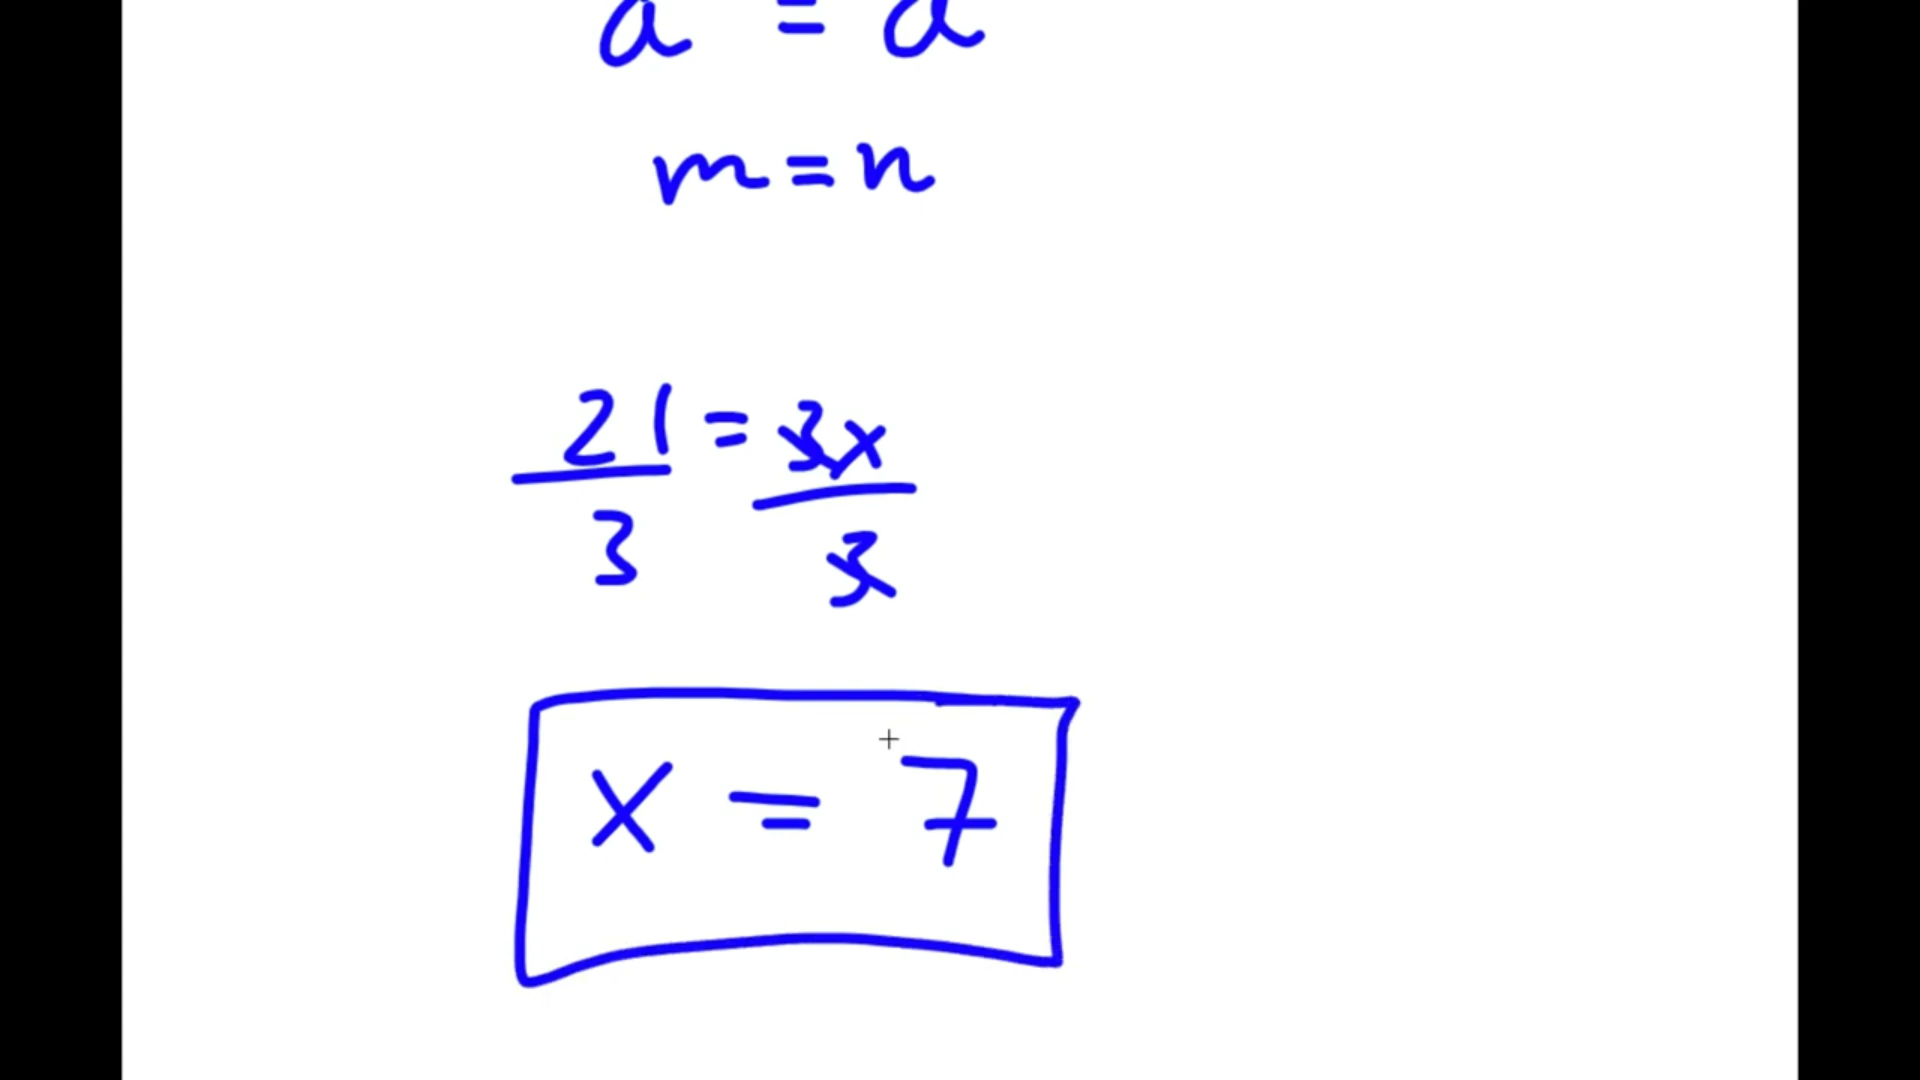 a = a
m = n
21 = 3x
3 3
x = 7